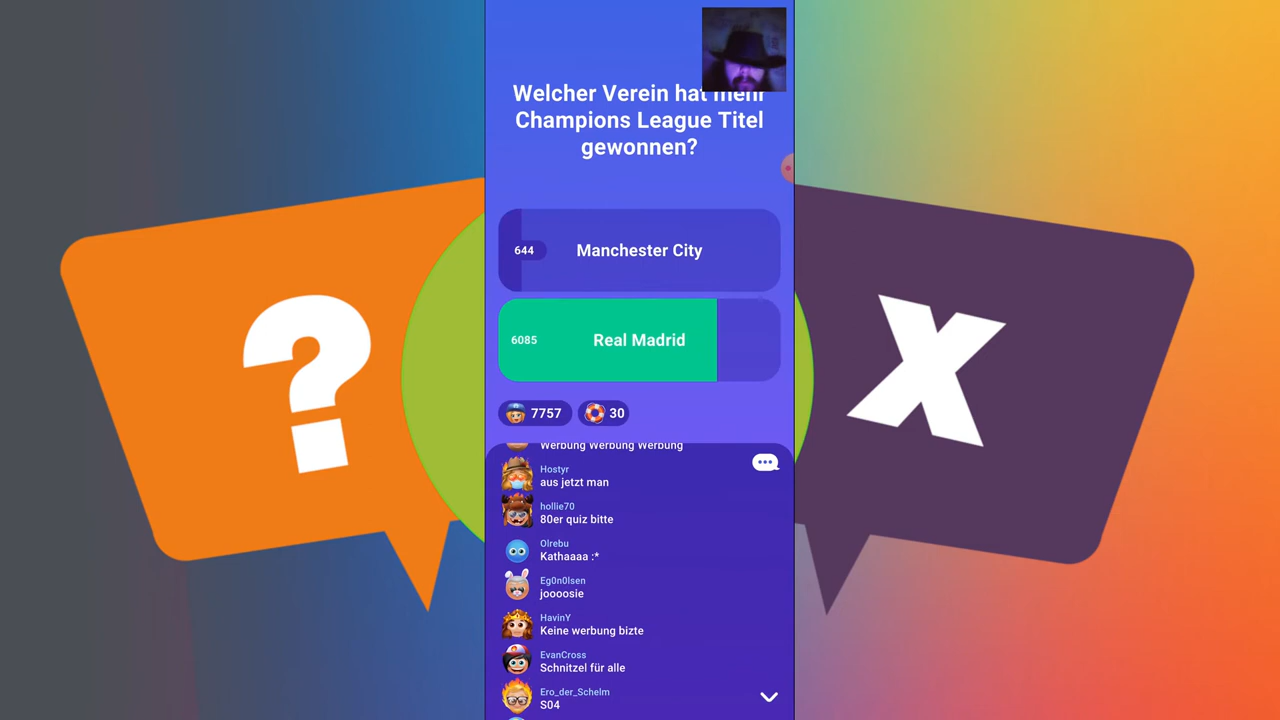 Welcher Verein hat mehr
Champions League Titel
gewonnen?
644
Manchester City
6085
Real Madrid
7757
30
Werbung Werbung Werbung
Hostyr
aus jetzt man
hollie70
80er quiz bitte
Olrebu
Kathaaaa :*
Eg0n0lsen
joooosie
HavinY
Keine werbung bizte
EvanCross
Schnitzel für alle
Ero_der_Schelm
S04
?
X